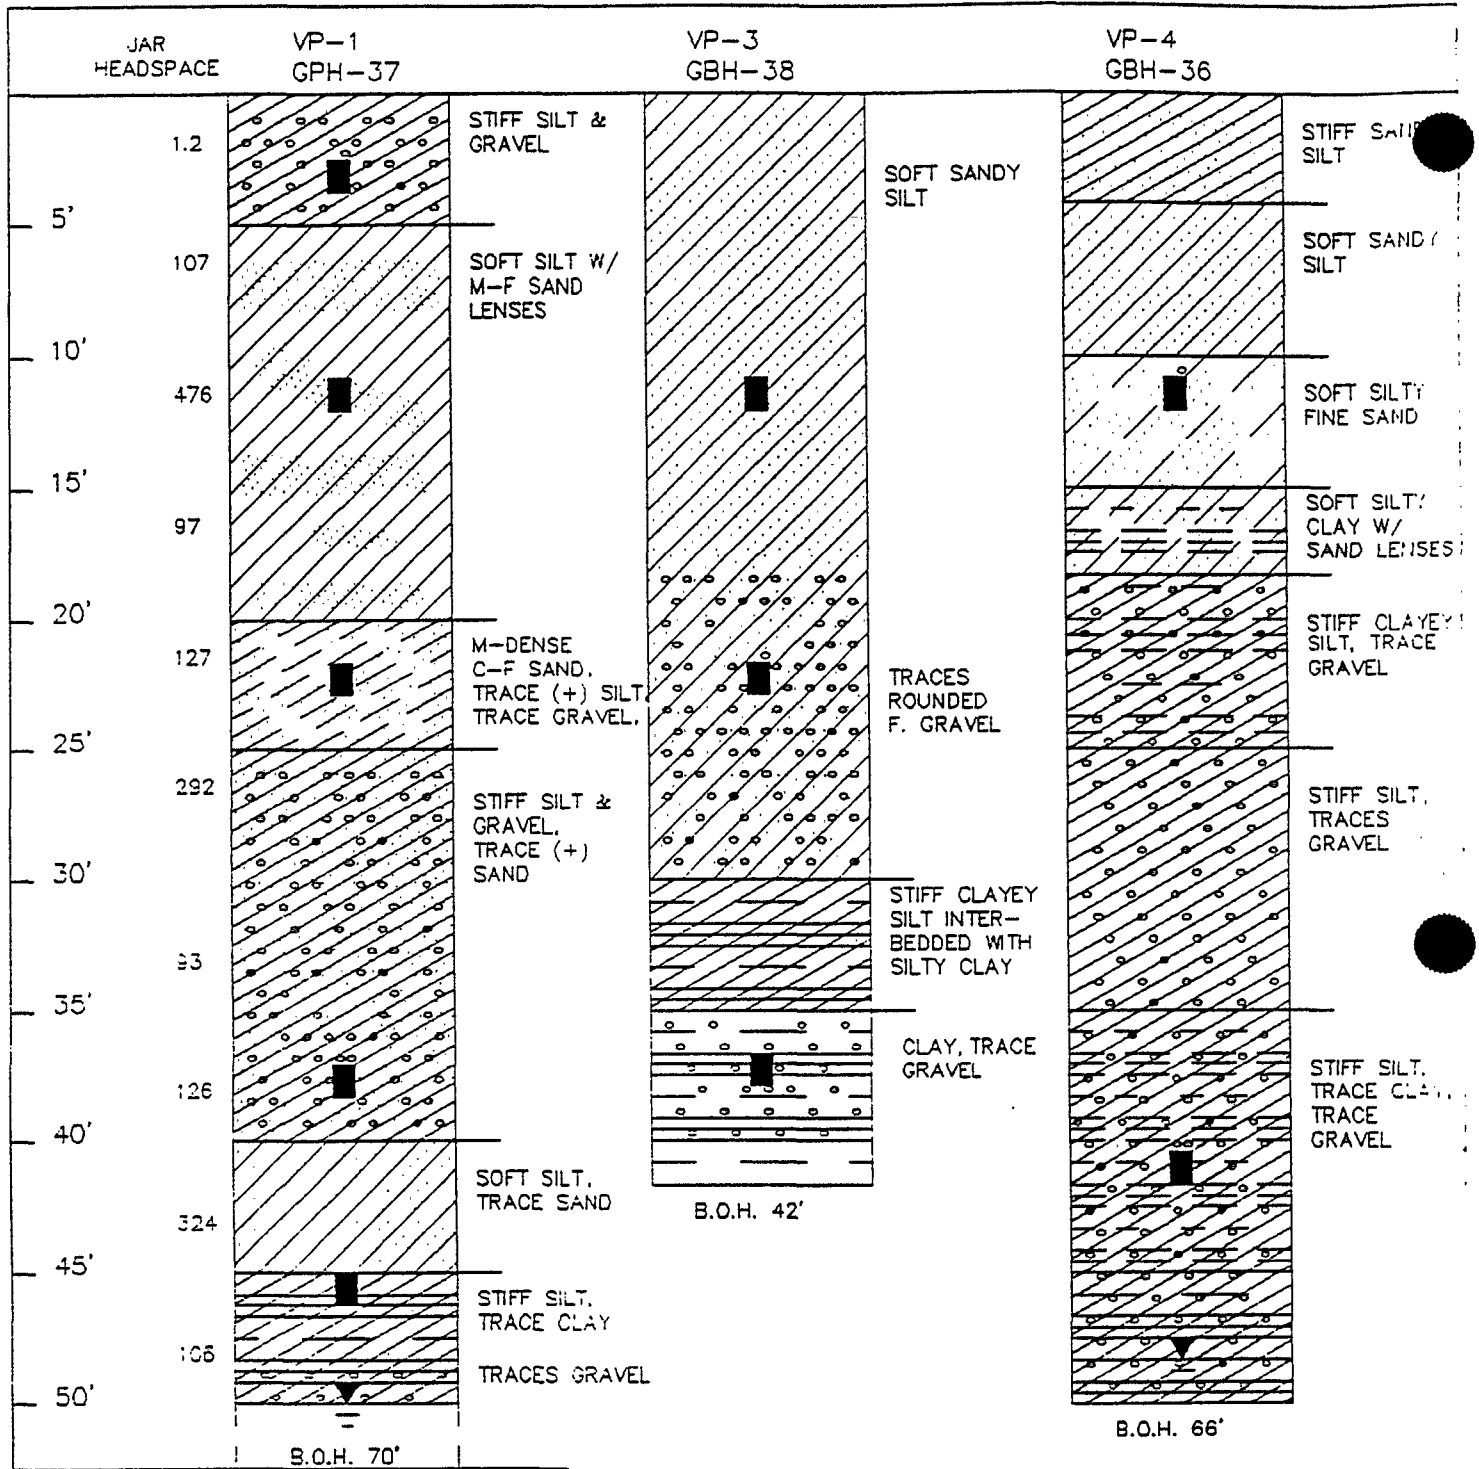 JAR
HEADSPACE
VP-1
GPH-37
VP-3
GBH-38
VP-4
GBH-36
5'
10'
15'
20'
25'
30'
35'
40'
45'
50'
1.2
107
476
97
127
292
93
126
324
106
STIFF SILT &
GRAVEL
SOFT SILT W/
M-F SAND
LENSES
M-DENSE
C-F SAND,
TRACE (+) SILT,
TRACE GRAVEL,
STIFF SILT &
GRAVEL,
TRACE (+)
SAND
SOFT SILT,
TRACE SAND
STIFF SILT,
TRACE CLAY
TRACES GRAVEL
B.O.H. 70'
SOFT SANDY
SILT
TRACES
ROUNDED
F. GRAVEL
STIFF CLAYEY
SILT INTER-
BEDDED WITH
SILTY CLAY
CLAY, TRACE
GRAVEL
B.O.H. 42'
STIFF
SILT
SOFT SANDY
SILT
SOFT SILTY
FINE SAND
SOFT SILTY
CLAY W/
SAND LENSES
STIFF CLAYEY
SILT, TRACE
GRAVEL
STIFF SILT,
TRACES
GRAVEL
STIFF SILT,
TRACE CLAY,
TRACE
GRAVEL
B.O.H. 66'